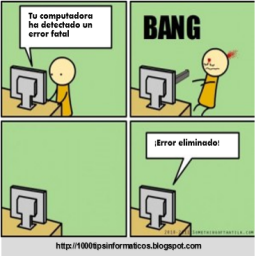 Tu computadora
ha detectado un
error fatal
BANG
¡Error eliminado!
http://1000tipsinformaticos.blogspot.com